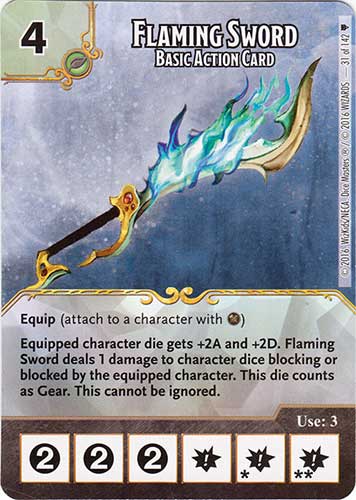 4
FLAMING SWORD
BASIC ACTION CARD
31 of 142
© 2016 WizKids/NECA. Dice Masters ® / © 2016 WIZARDS
Equip (attach to a character with )
Equipped character die gets +2A and +2D. Flaming
Sword deals 1 damage to character dice blocking or
blocked by the equipped character. This die counts
as Gear. This cannot be ignored.
Use: 3
2 2 2 ! ! !
* **